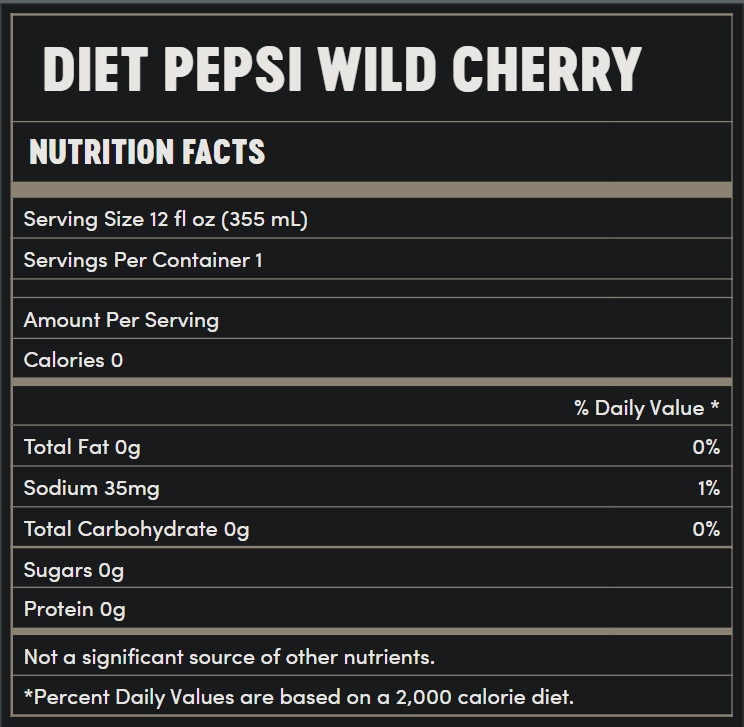 DIET PEPSI WILD CHERRY
NUTRITION FACTS
Serving Size 12 fl oz (355 mL)
Servings Per Container 1
Amount Per Serving
Calories 0
% Daily Value *
Total Fat 0g 0%
Sodium 35mg 1%
Total Carbohydrate 0g 0%
Sugars 0g
Protein 0g
Not a significant source of other nutrients.
*Percent Daily Values are based on a 2,000 calorie diet.